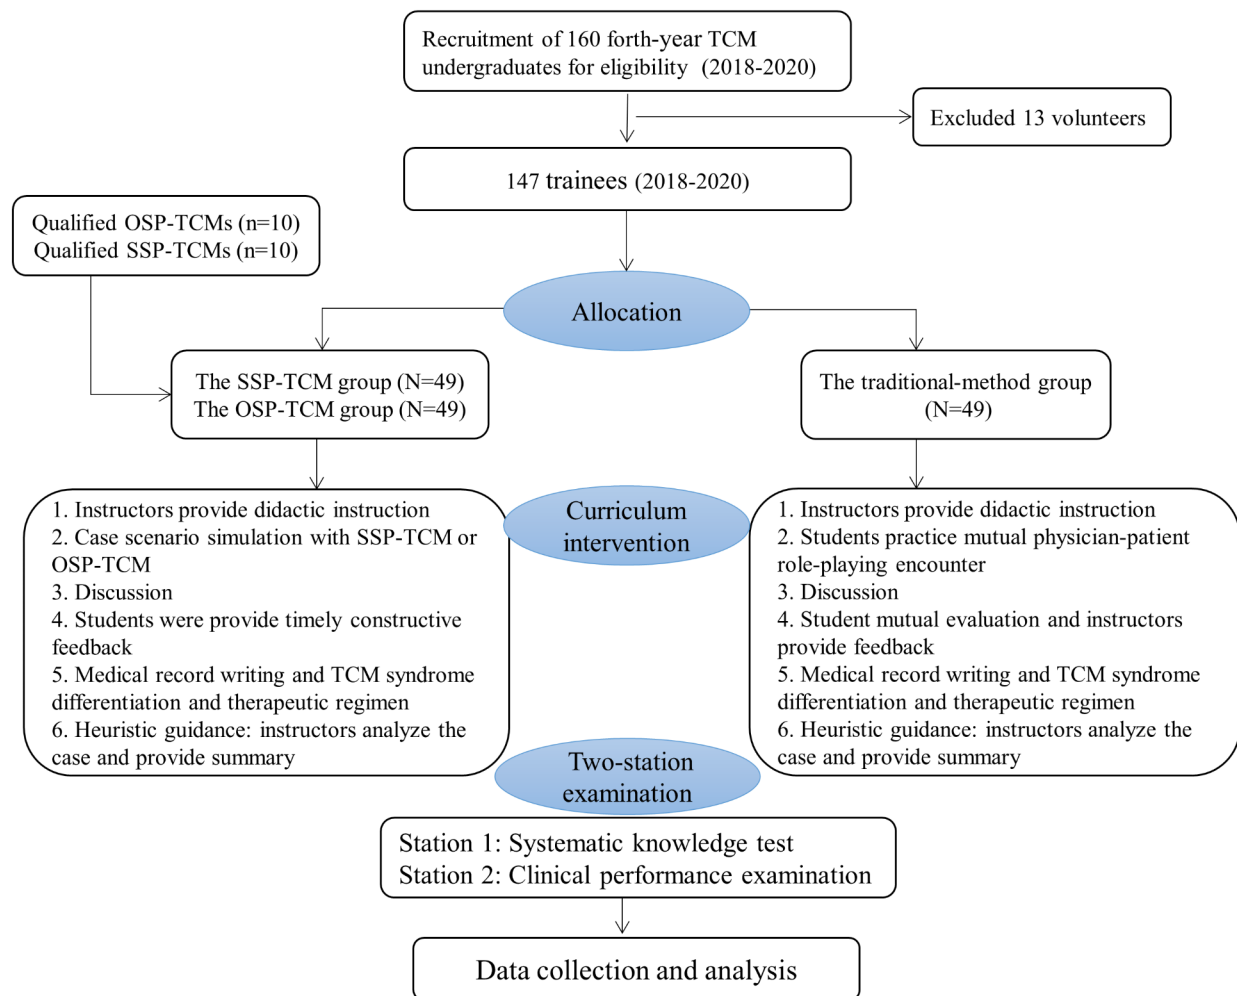 Recruitment of 160 forth-year TCM
undergraduates for eligibility (2018-2020)
Excluded 13 volunteers
147 trainees (2018-2020)
Qualified OSP-TCMs (n=10)
Qualified SSP-TCMs (n=10)
Allocation
The SSP-TCM group (N=49)
The OSP-TCM group (N=49)
The traditional-method group
(N=49)
1. Instructors provide didactic instruction
2. Case scenario simulation with SSP-TCM or
OSP-TCM
3. Discussion
4. Students were provide timely constructive
feedback
5. Medical record writing and TCM syndrome
differentiation and therapeutic regimen
6. Heuristic guidance: instructors analyze the
case and provide summary
Curriculum
intervention
1. Instructors provide didactic instruction
2. Students practice mutual physician-patient
role-playing encounter
3. Discussion
4. Student mutual evaluation and instructors
provide feedback
5. Medical record writing and TCM syndrome
differentiation and therapeutic regimen
6. Heuristic guidance: instructors analyze the
case and provide summary
Two-station
examination
Station 1: Systematic knowledge test
Station 2: Clinical performance examination
Data collection and analysis